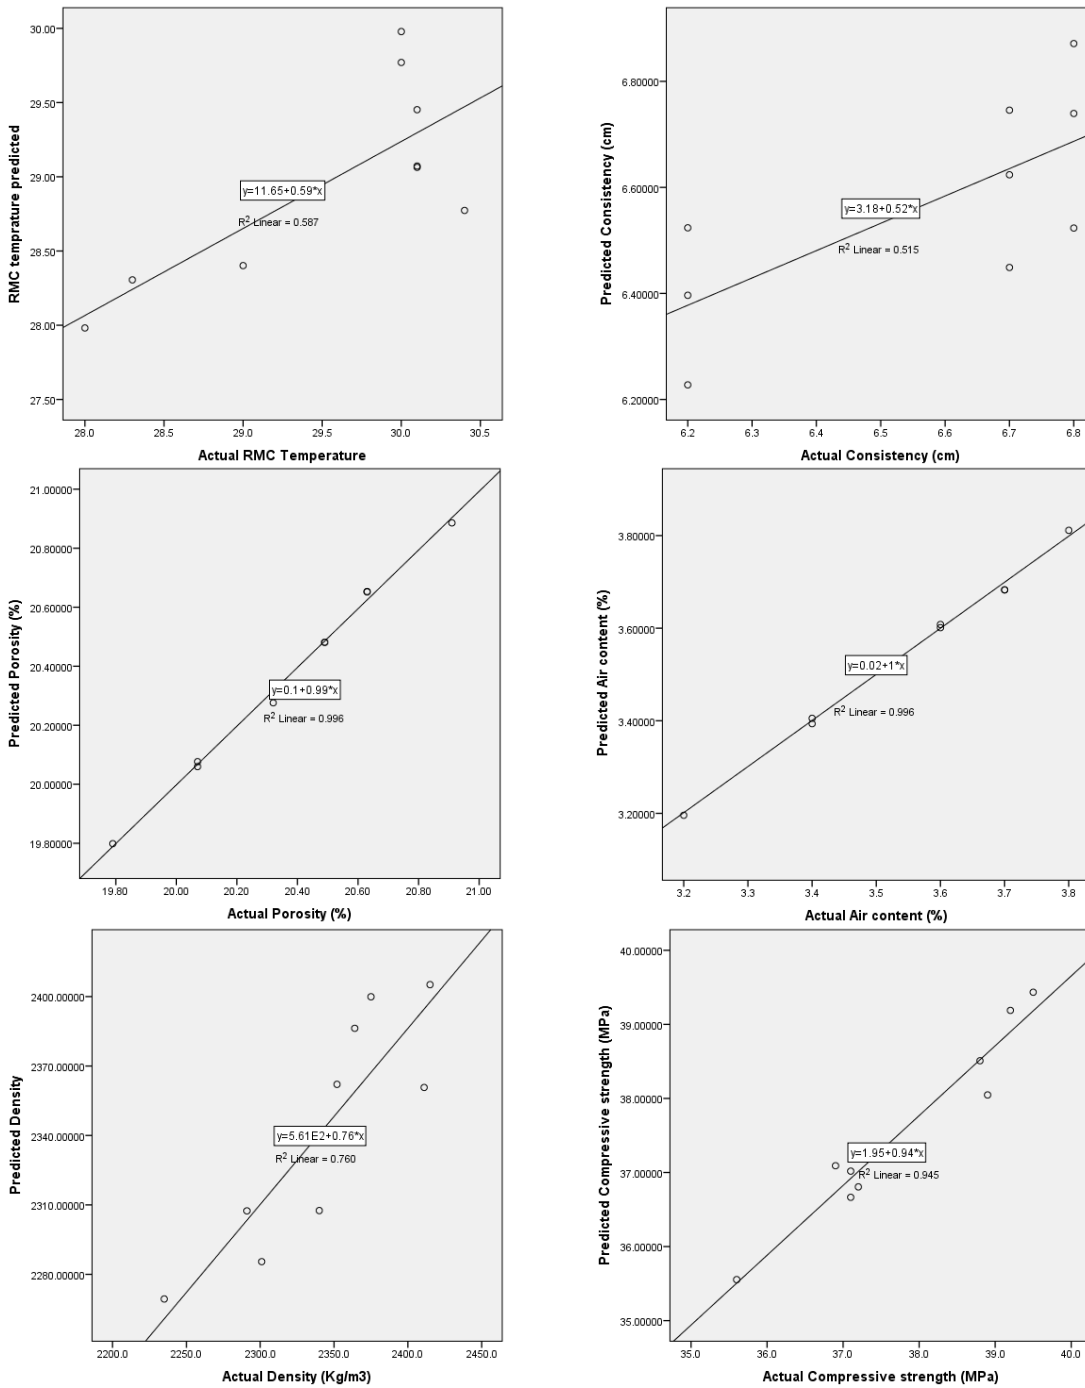 30.00
29.50
29.00
28.50
28.00
27.50
RMC temprature predicted
y=11.65+0.59*x
R² Linear = 0.587
28.0 28.5 29.0 29.5 30.0 30.5
Actual RMC Temperature
6.80000
6.60000
6.40000
6.20000
Predicted Consistency (cm)
y=3.18+0.52*x
R² Linear = 0.515
6.2 6.3 6.4 6.5 6.6 6.7 6.8
Actual Consistency (cm)
21.00000
20.80000
20.60000
20.40000
20.20000
20.00000
19.80000
Predicted Porosity (%)
y=0.1+0.99*x
R² Linear = 0.996
19.80 20.00 20.20 20.40 20.60 20.80 21.00
Actual Porosity (%)
3.80000
3.60000
3.40000
3.20000
Predicted Air content (%)
y=0.02+1*x
R² Linear = 0.996
3.2 3.3 3.4 3.5 3.6 3.7 3.8
Actual Air content (%)
2400.00000
2370.00000
2340.00000
2310.00000
2280.00000
Predicted Density
y=5.61E2+0.76*x
R² Linear = 0.760
2200.0 2250.0 2300.0 2350.0 2400.0 2450.0
Actual Density (Kg/m3)
40.00000
39.00000
38.00000
37.00000
36.00000
35.00000
Predicted Compressive strength (MPa)
y=1.95+0.94*x
R² Linear = 0.945
35.0 36.0 37.0 38.0 39.0 40.0
Actual Compressive strength (MPa)